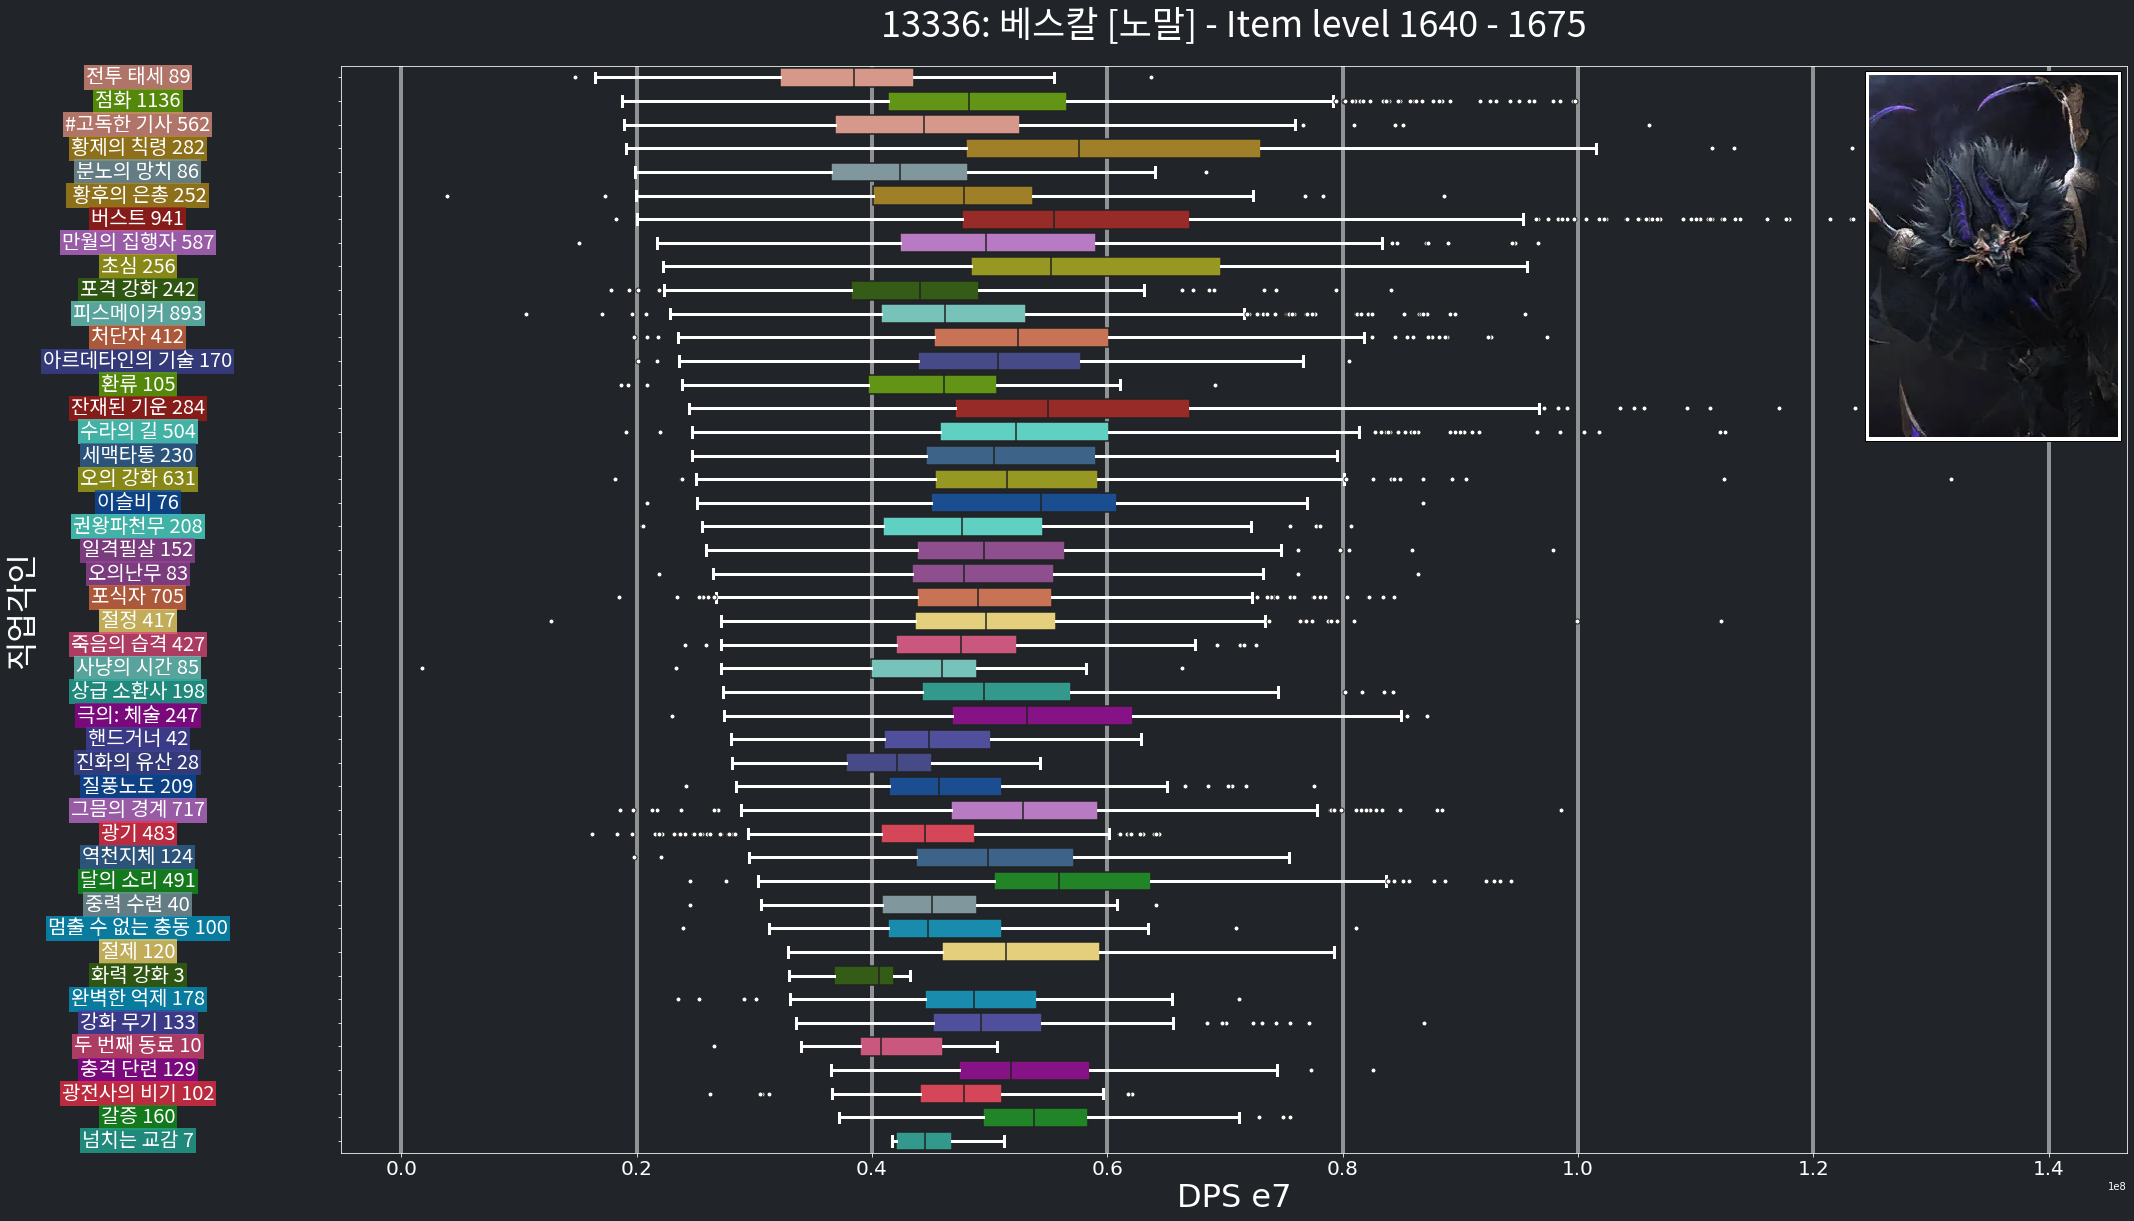 13336: 베스칼 [노말] - Item level 1640 - 1675
전투 태세 89
점화 1136
#고독한 기사 562
황제의 칙령 282
분노의 망치 86
황후의 은총 252
버스트 941
만월의 집행자 587
초심 256
포격 강화 242
피스메이커 893
처단자 412
아르데타인의 기술 170
환류 105
잔재된 기운 284
수라의 길 504
세맥타통 230
오의 강화 631
이슬비 76
권왕파천무 208
일격필살 152
오의난무 83
포식자 705
절정 417
죽음의 습격 427
사냥의 시간 85
상급 소환사 198
극의: 체술 247
핸드거너 42
진화의 유산 28
질풍노도 209
그믐의 경계 717
광기 483
역천지체 124
달의 소리 491
중력 수련 40
멈출 수 없는 충동 100
절제 120
화력 강화 3
완벽한 억제 178
강화 무기 133
두 번째 동료 10
충격 단련 129
광전사의 비기 102
갈증 160
넘치는 교감 7
직업각인
0.0 0.2 0.4 0.6 0.8 1.0 1.2 1.4
DPS e7
1e8